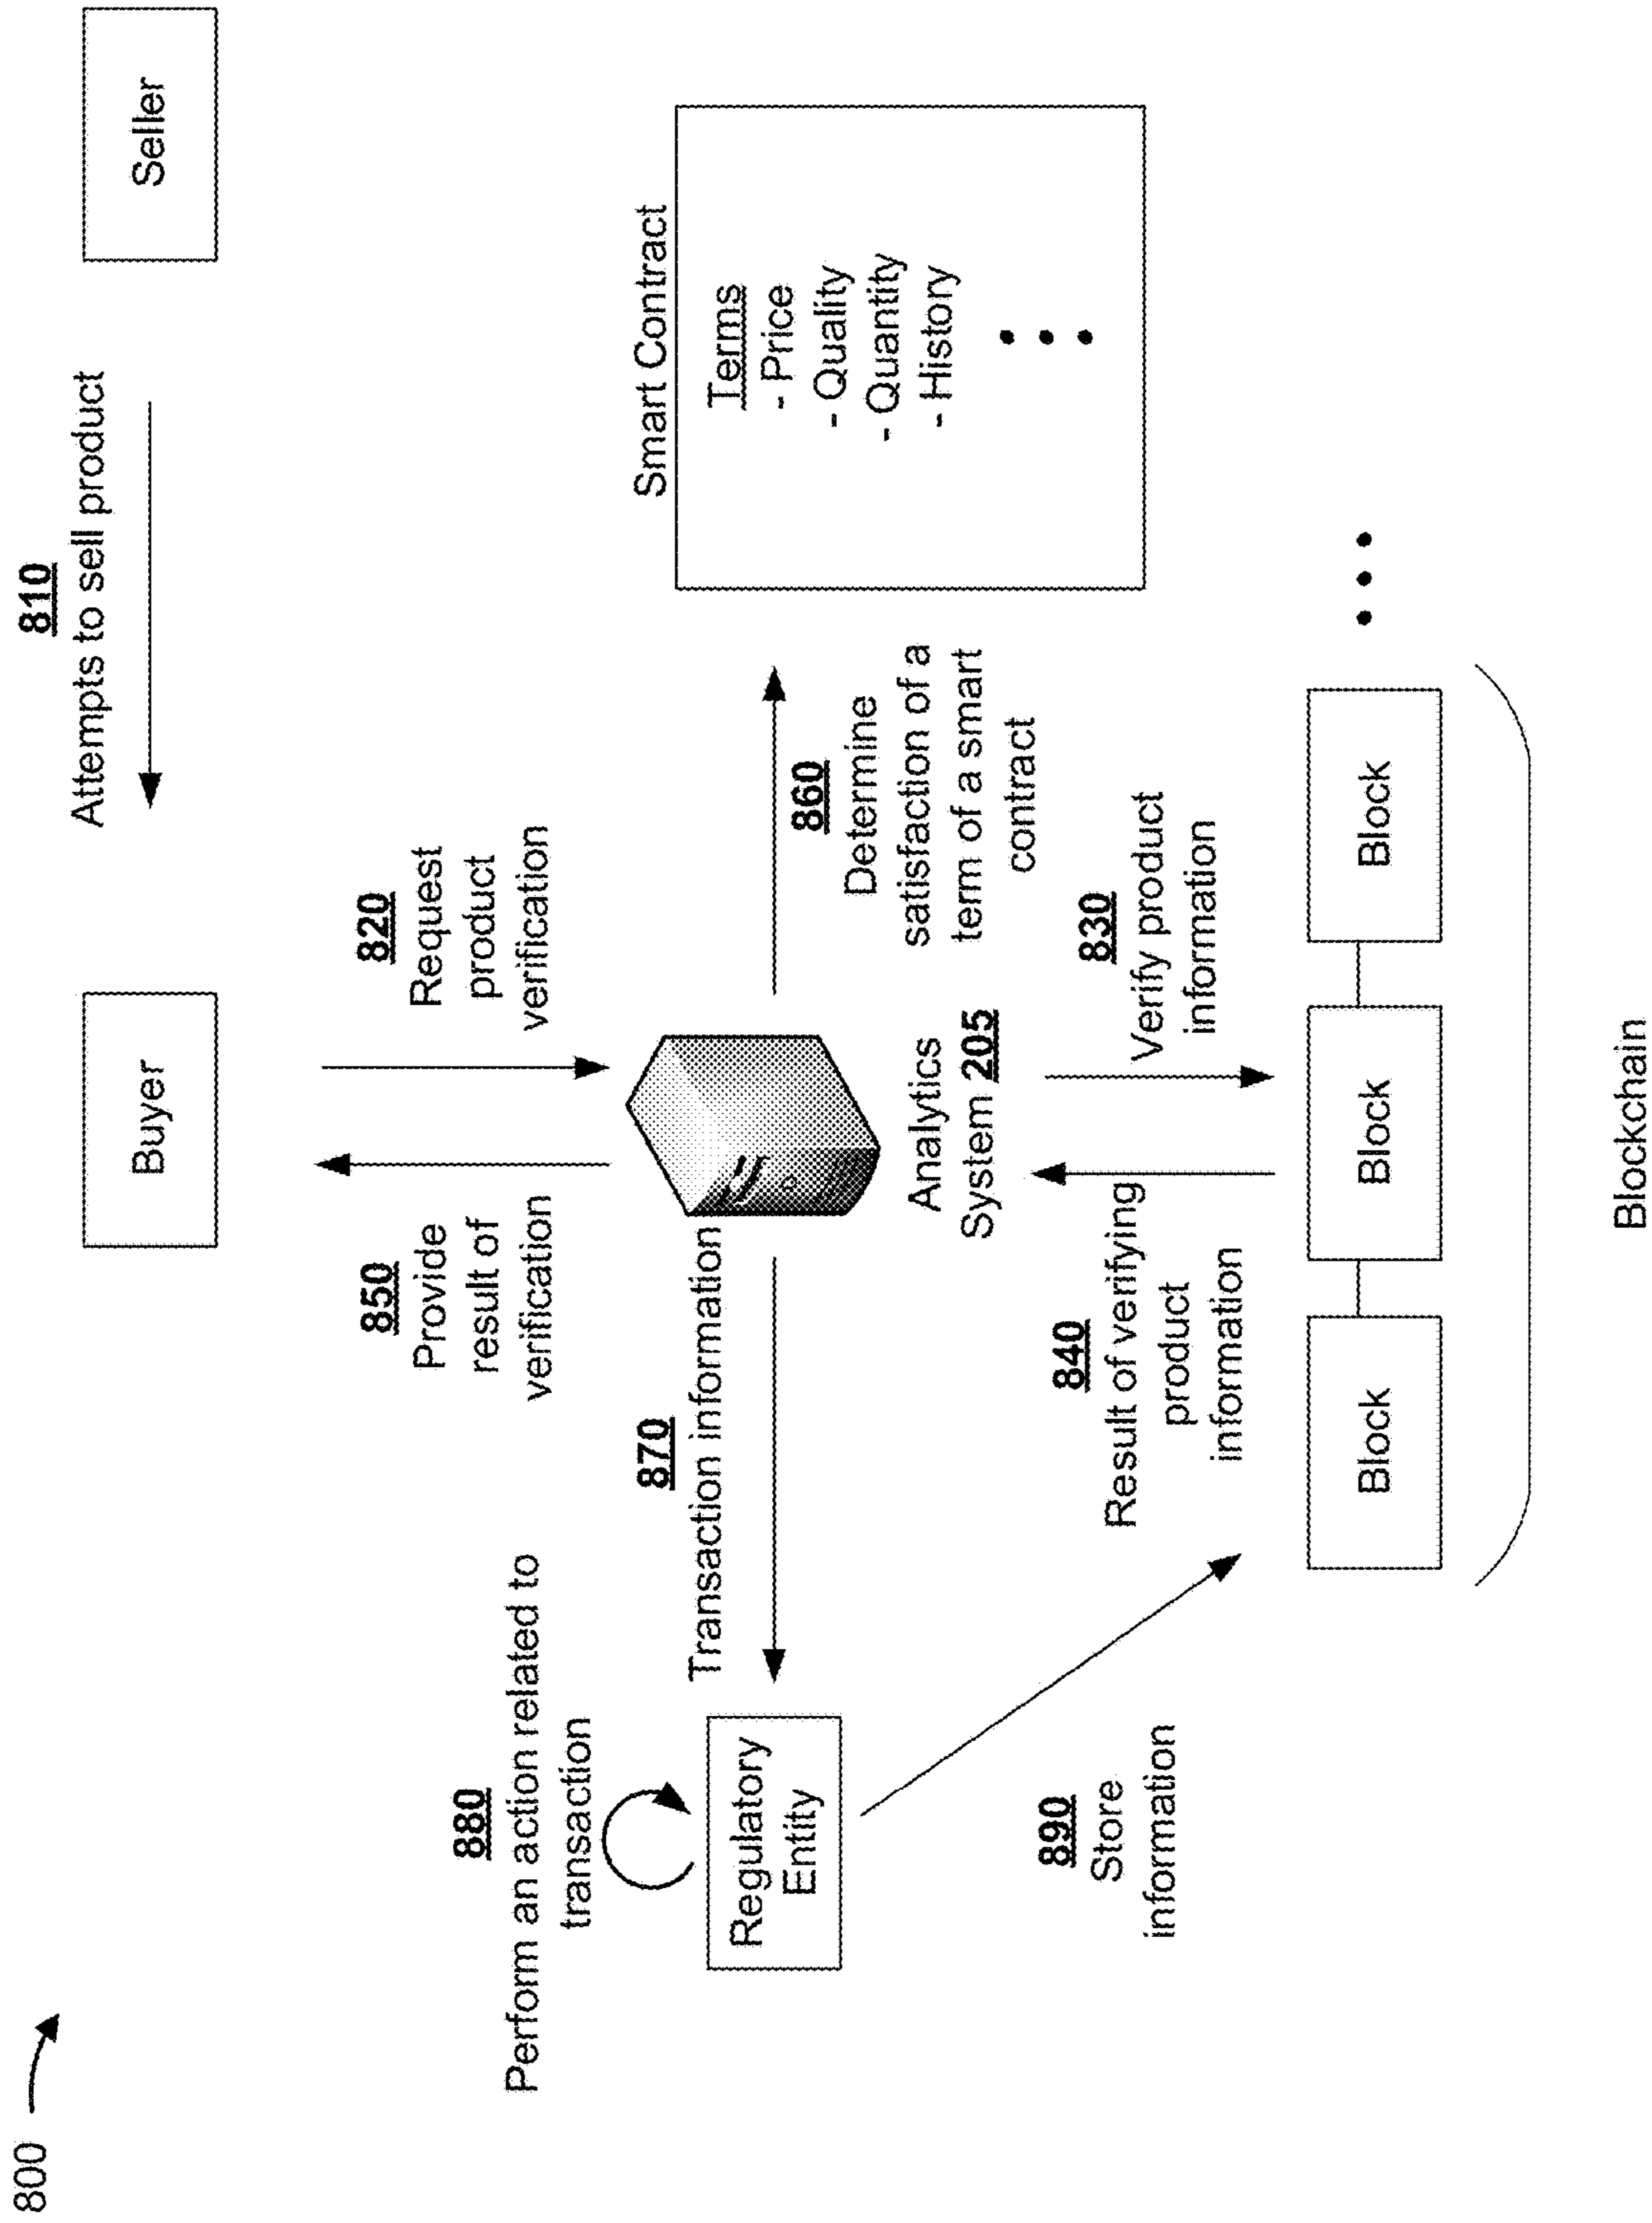 800
810
Attempts to sell product
Seller
Buyer
820
Request
product
verification
850
Provide
result of
verification
880
Perform an action related to
transaction
870
Transaction information
Regulatory
Entity
Analytics
System 205
860
Determine
satisfaction of a
term of a smart
contract
Smart Contract
Terms
- Price
- Quality
- Quantity
- History
890
Store
information
840
Result of verifying
product
information
830
Verify product
information
Block
Block
Block
Blockchain